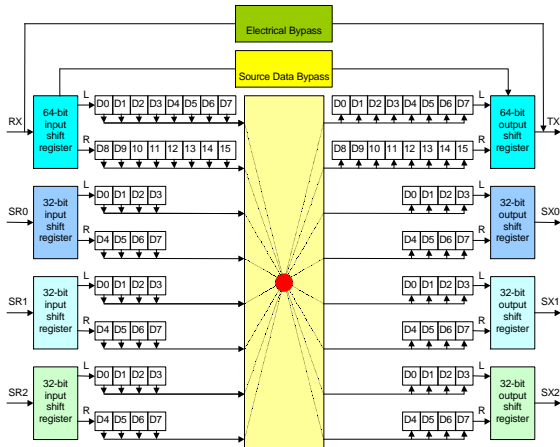 Electrical Bypass
Source Data Bypass
RX
64-bit
input
shift
register
L
D0 D1 D2 D3 D4 D5 D6 D7
R
D8 D9 10 11 12 13 14 15
D0 D1 D2 D3 D4 D5 D6 D7
L
D8 D9 10 11 12 13 14 15
R
64-bit
output
shift
register
TX
SR0
32-bit
input
shift
register
L
D0 D1 D2 D3
R
D4 D5 D6 D7
D0 D1 D2 D3
L
D4 D5 D6 D7
R
32-bit
output
shift
register
SX0
SR1
32-bit
input
shift
register
L
D0 D1 D2 D3
R
D4 D5 D6 D7
D0 D1 D2 D3
L
D4 D5 D6 D7
R
32-bit
output
shift
register
SX1
SR2
32-bit
input
shift
register
L
D0 D1 D2 D3
R
D4 D5 D6 D7
D0 D1 D2 D3
L
D4 D5 D6 D7
R
32-bit
output
shift
register
SX2